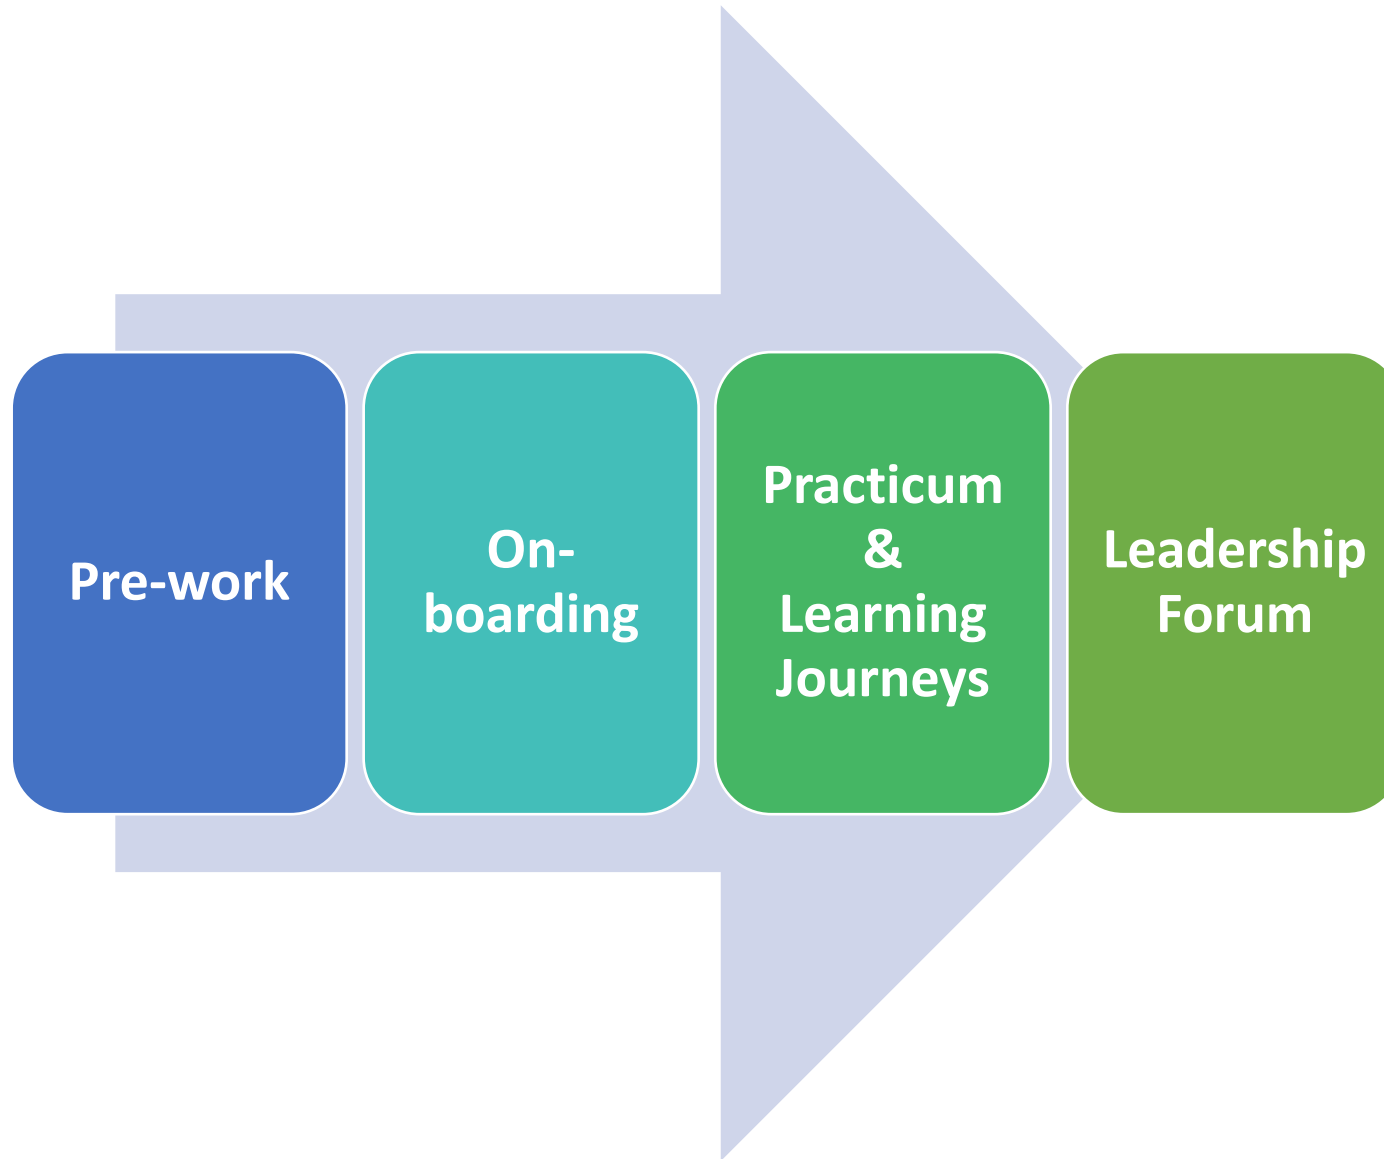 Pre-work
On-
boarding
Practicum
&
Learning
Journeys
Leadership
Forum